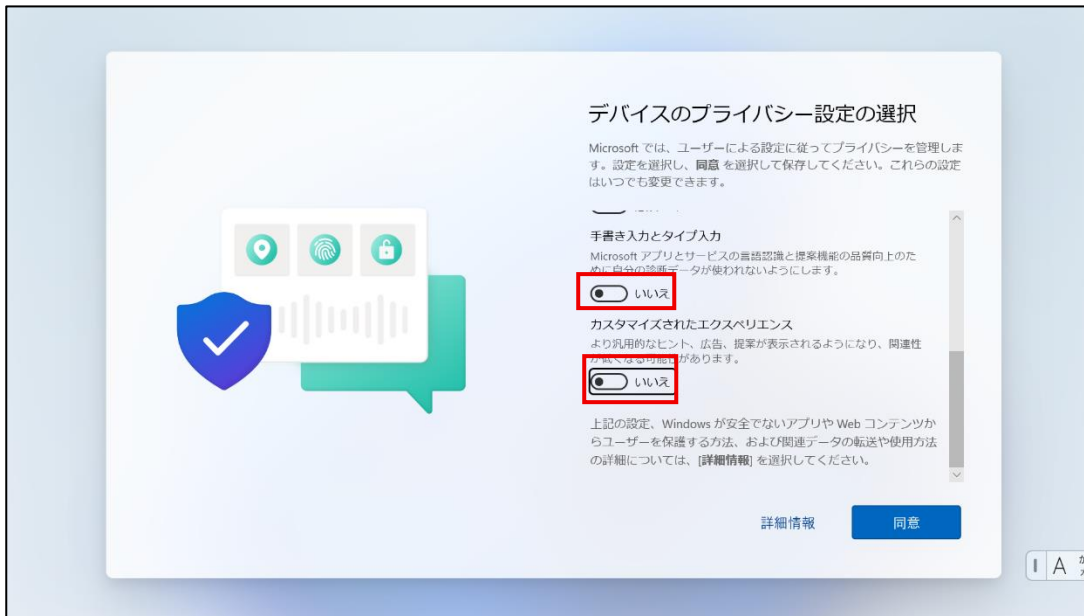 デバイスのプライバシー設定の選択
Microsoft では、ユーザーによる設定に従ってプライバシーを管理しま
す。設定を選択し、同意 を選択して保存してください。これらの設定
はいつでも変更できます。
手書き入力とタイプ入力
Microsoft アプリとサービスの言語認識と提案機能の品質向上のた
めに自分の診断データが使われないようにします。
いいえ
カスタマイズされたエクスペリエンス
より汎用的なヒント、広告、提案が表示されるようになり、関連性
が低くなる可能性があります。
いいえ
上記の設定、Windows が安全でないアプリや Web コンテンツか
らユーザーを保護する方法、および関連データの転送や使用方法
の詳細については、[詳細情報] を選択してください。
詳細情報
同意
A